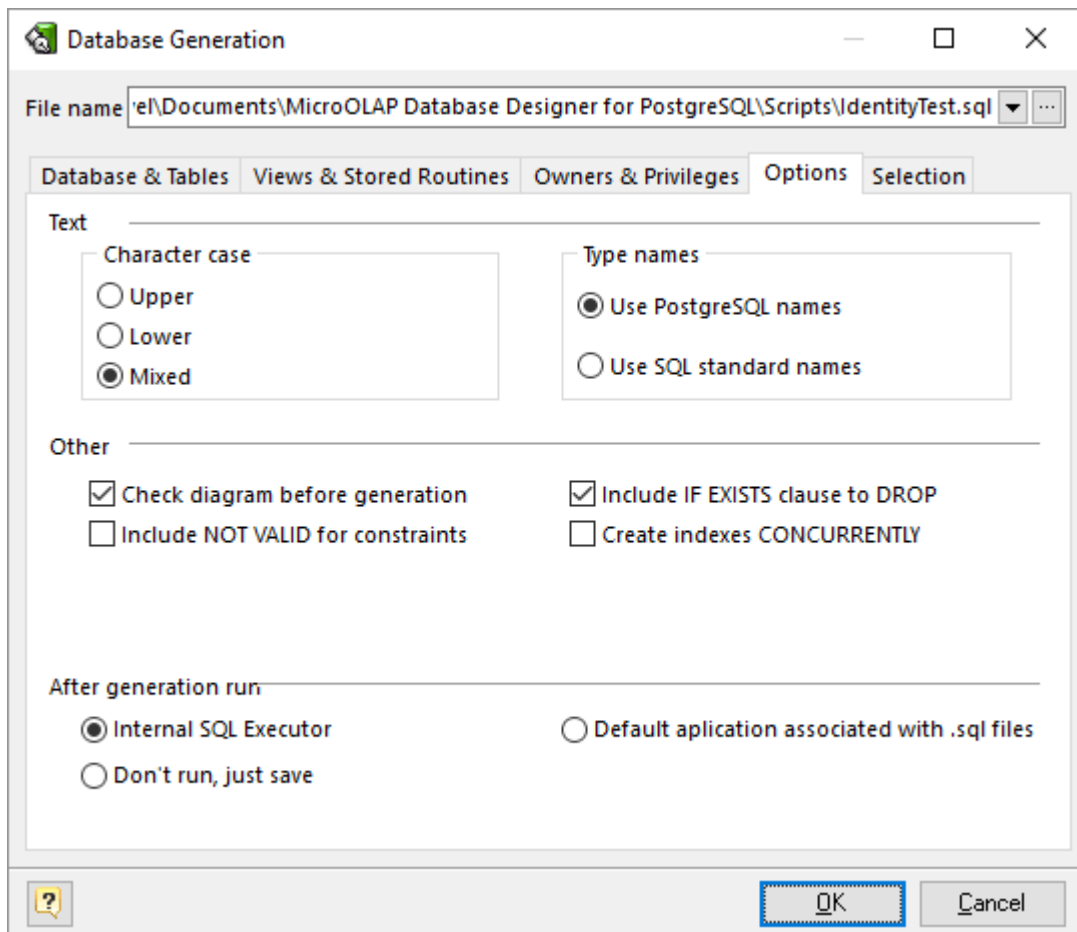 Database Generation
File name 'el\Documents\MicroOLAP Database Designer for PostgreSQL\Scripts\IdentityTest.sql ...
Database & Tables Views & Stored Routines Owners & Privileges Options Selection
Text
Character case Type names
Upper Use PostgreSQL names
Lower
Use SQL standard names
Mixed
Other
Check diagram before generation Include IF EXISTS clause to DROP
Include NOT VALID for constraints Create indexes CONCURRENTLY
After generation run
Internal SQL Executor Default aplication associated with .sql files
Don't run, just save
? OK Cancel